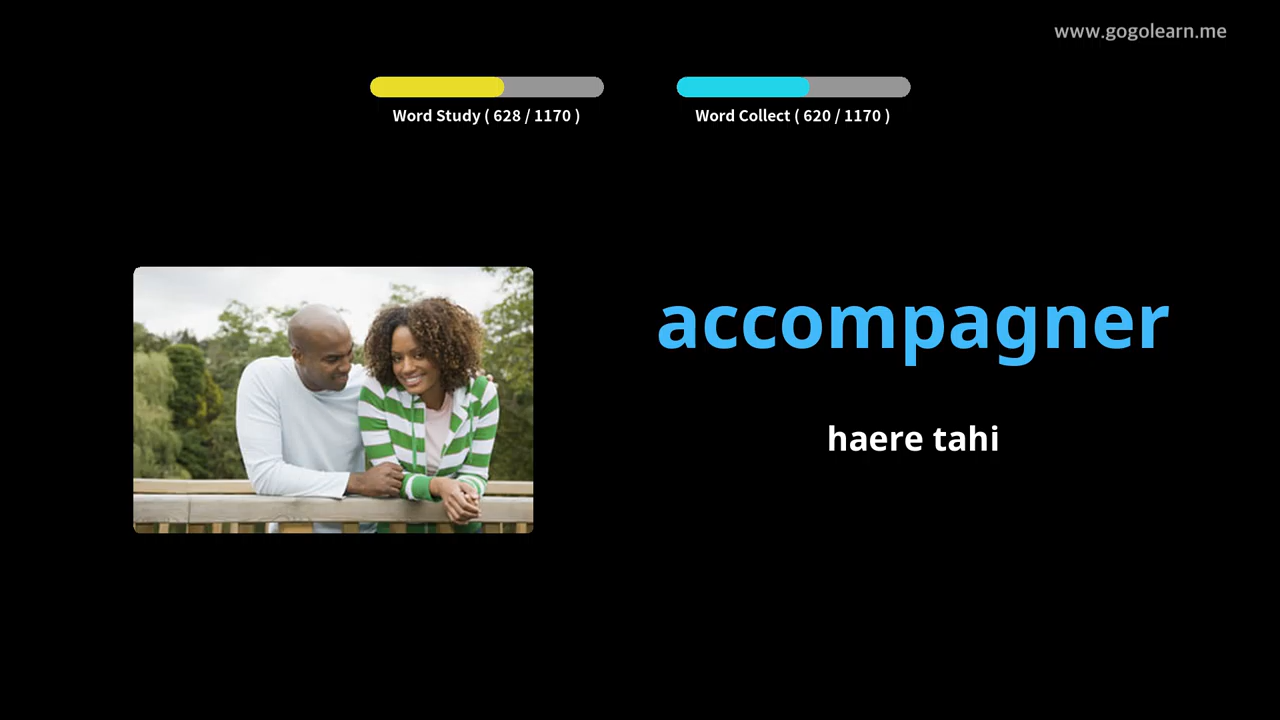 www.gogolearn.me
Word Study ( 628 / 1170 )
Word Collect ( 620 / 1170 )
accompagner
haere tahi